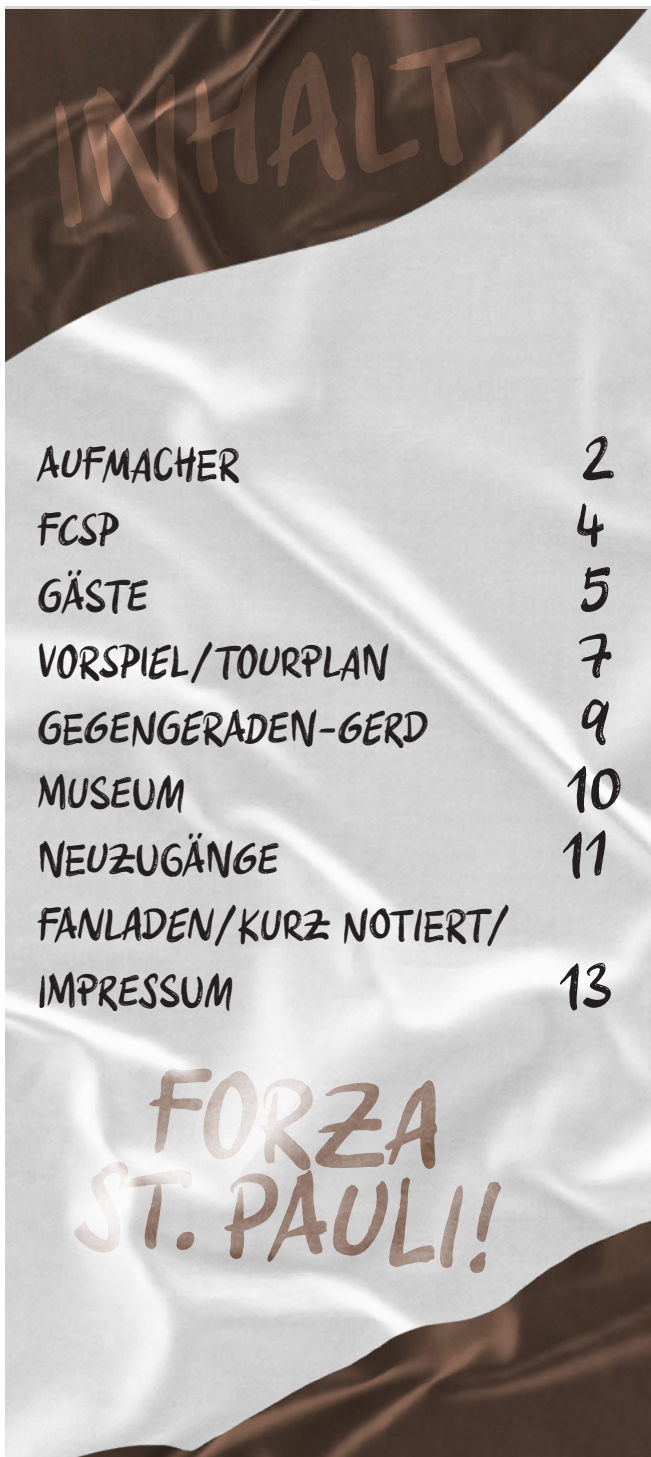 INHALT
AUFMACHER 2
FCSP 4
GÄSTE 5
VORSPIEL/TOURPLAN 7
GEGENGERADEN-GERD 9
MUSEUM 10
NEUZUGÄNGE 11
FANLADEN/KURZ NOTIERT/
IMPRESSUM 13
FORZA
ST. PAULI!